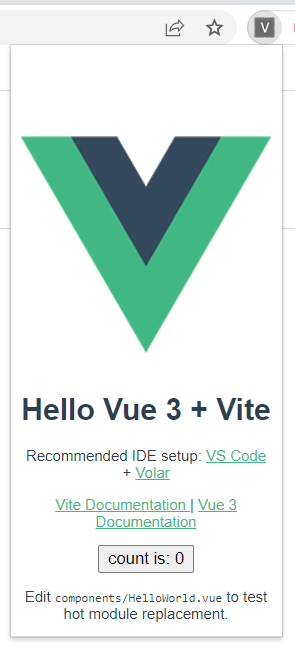 V
Hello Vue 3 + Vite
Recommended IDE setup: VS Code
+ Volar
Vite Documentation | Vue 3
Documentation
count is: 0
Edit components/HelloWorld.vue to test
hot module replacement.